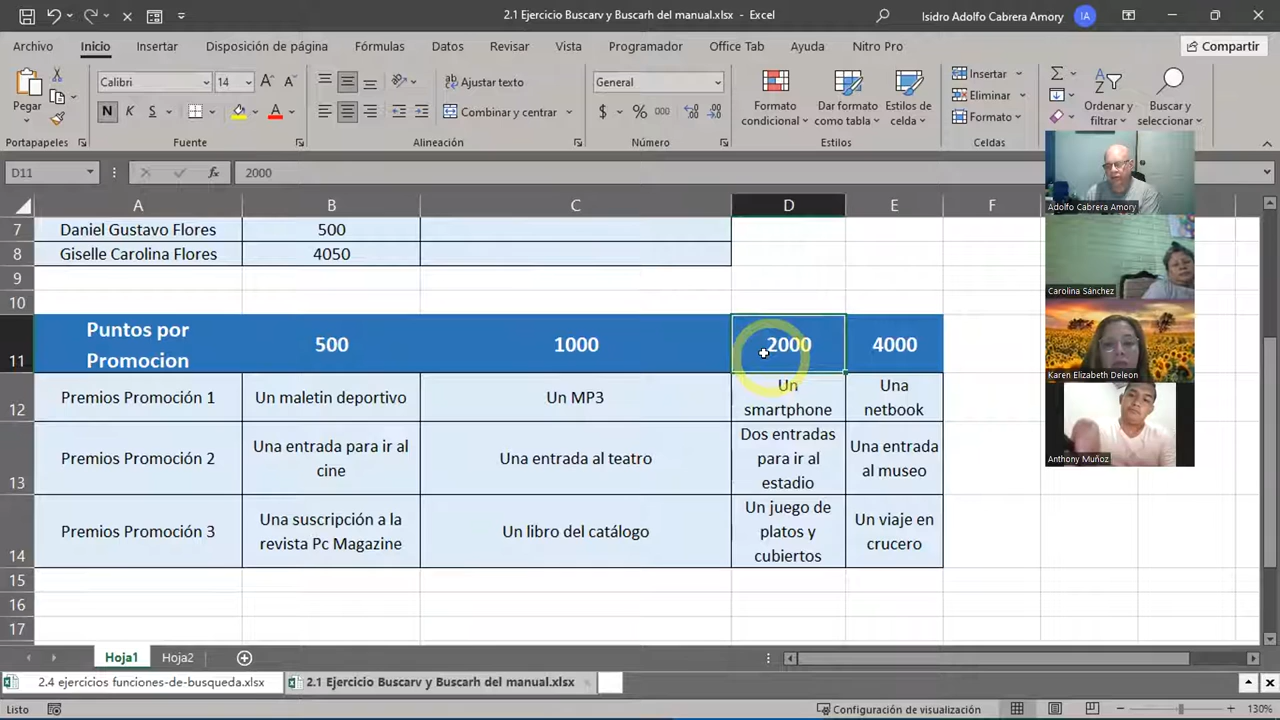 2.1 Ejercicio Buscarv y Buscarh del manual.xlsx - Excel
Isidro Adolfo Cabrera Amory
IA
Archivo Inicio Insertar Disposición de página Fórmulas Datos Revisar Vista Programador Office Tab Ayuda Nitro Pro
Compartir
Pegar
Calibri 14
N K S
Ajustar texto
Combinar y centrar
General
$ % 000
Formato condicional
Dar formato como tabla
Estilos de celda
Insertar
Eliminar
Formato
Ordenar y filtrar
Buscar y seleccionar
Portapapeles Fuente Alineación Número Estilos Celdas
D11 fx 2000
A B C D E F
7 Daniel Gustavo Flores 500
8 Giselle Carolina Flores 4050
9
10
11 Puntos por Promocion 500 1000 2000 4000
12 Premios Promoción 1 Un maletin deportivo Un MP3 Un smartphone Una netbook
13 Premios Promoción 2 Una entrada para ir al cine Una entrada al teatro Dos entradas para ir al estadio Una entrada al museo
14 Premios Promoción 3 Una suscripción a la revista Pc Magazine Un libro del catálogo Un juego de platos y cubiertos Un viaje en crucero
15
16
17
Adolfo Cabrera Amory
Carolina Sánchez
Karen Elizabeth Deleon
Anthony Muñoz
Hoja1 Hoja2
2.4 ejercicios funciones-de-busqueda.xlsx 2.1 Ejercicio Buscarv y Buscarh del manual.xlsx
Listo Configuración de visualización 130%